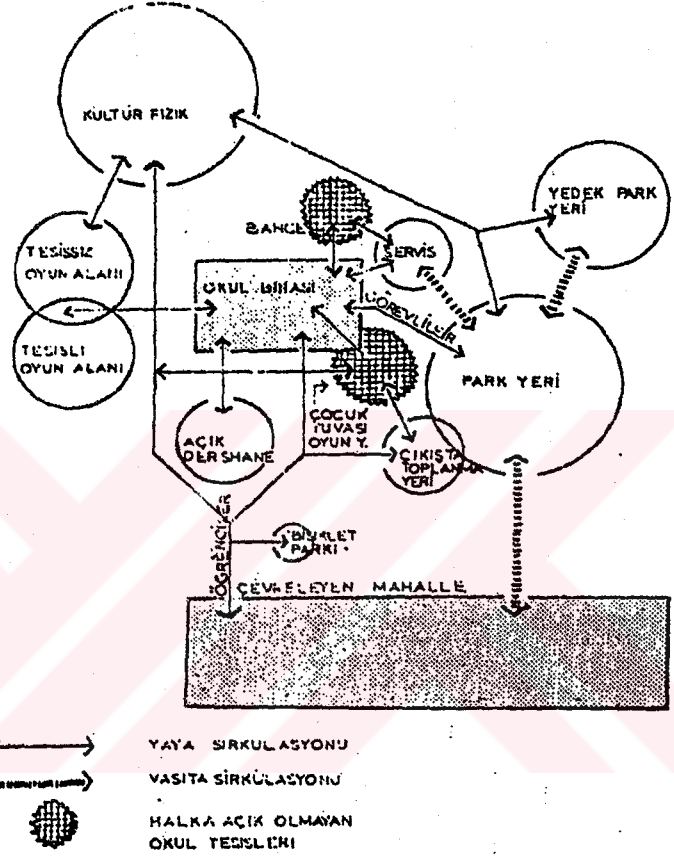 KÜLTÜR FİZİK
YEDEK PARK
YERİ
BAHÇE
SERVİS
TESİSSİZ
OYUN ALANI
OKUL BİNASI
GÖREVLİLER
TESİSLİ
OYUN ALANI
PARK YERİ
ÇOCUK
YUVASI
OYUN Y.
AÇIK
DERSHANE
ÇIKIŞTA
TOPLANMA
YERİ
ÖĞRENCİLER
BİSİKLET
PARKI
ÇEVRELEYEN MAHALLE
YAYA SİRKÜLASYONU
VASITA SİRKÜLASYONU
HALKA AÇIK OLMAYAN
OKUL TESİSLERİ